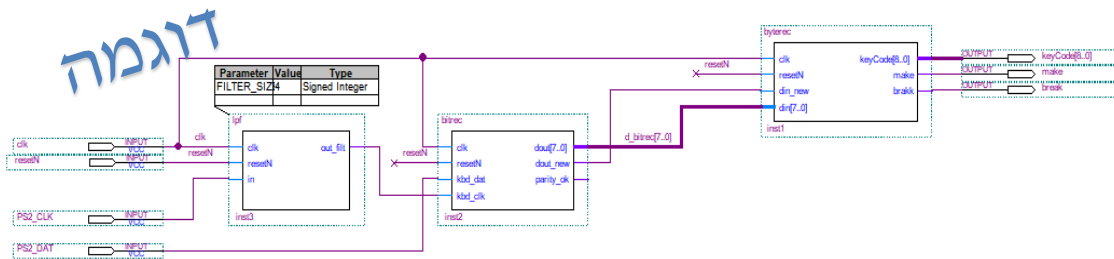 דוגמה
Parameter Value Type
FILTER_SIZ 4 Signed Integer
clk INPUT VCC
resetN INPUT VCC
PS2_CLK INPUT VCC
PS2_DAT INPUT VCC
clk
resetN
lpf
clk out_filt
resetN
in
inst3
resetN
bitrec
clk dout[7..0]
resetN dout_new
kbd_dat parity_ok
kbd_clk
inst2
d_bitrec[7..0]
resetN
byterec
clk keyCode[8..0]
resetN make
din_new brakk
din[7..0]
inst1
OUTPUT keyCode[8..0]
OUTPUT make
OUTPUT break